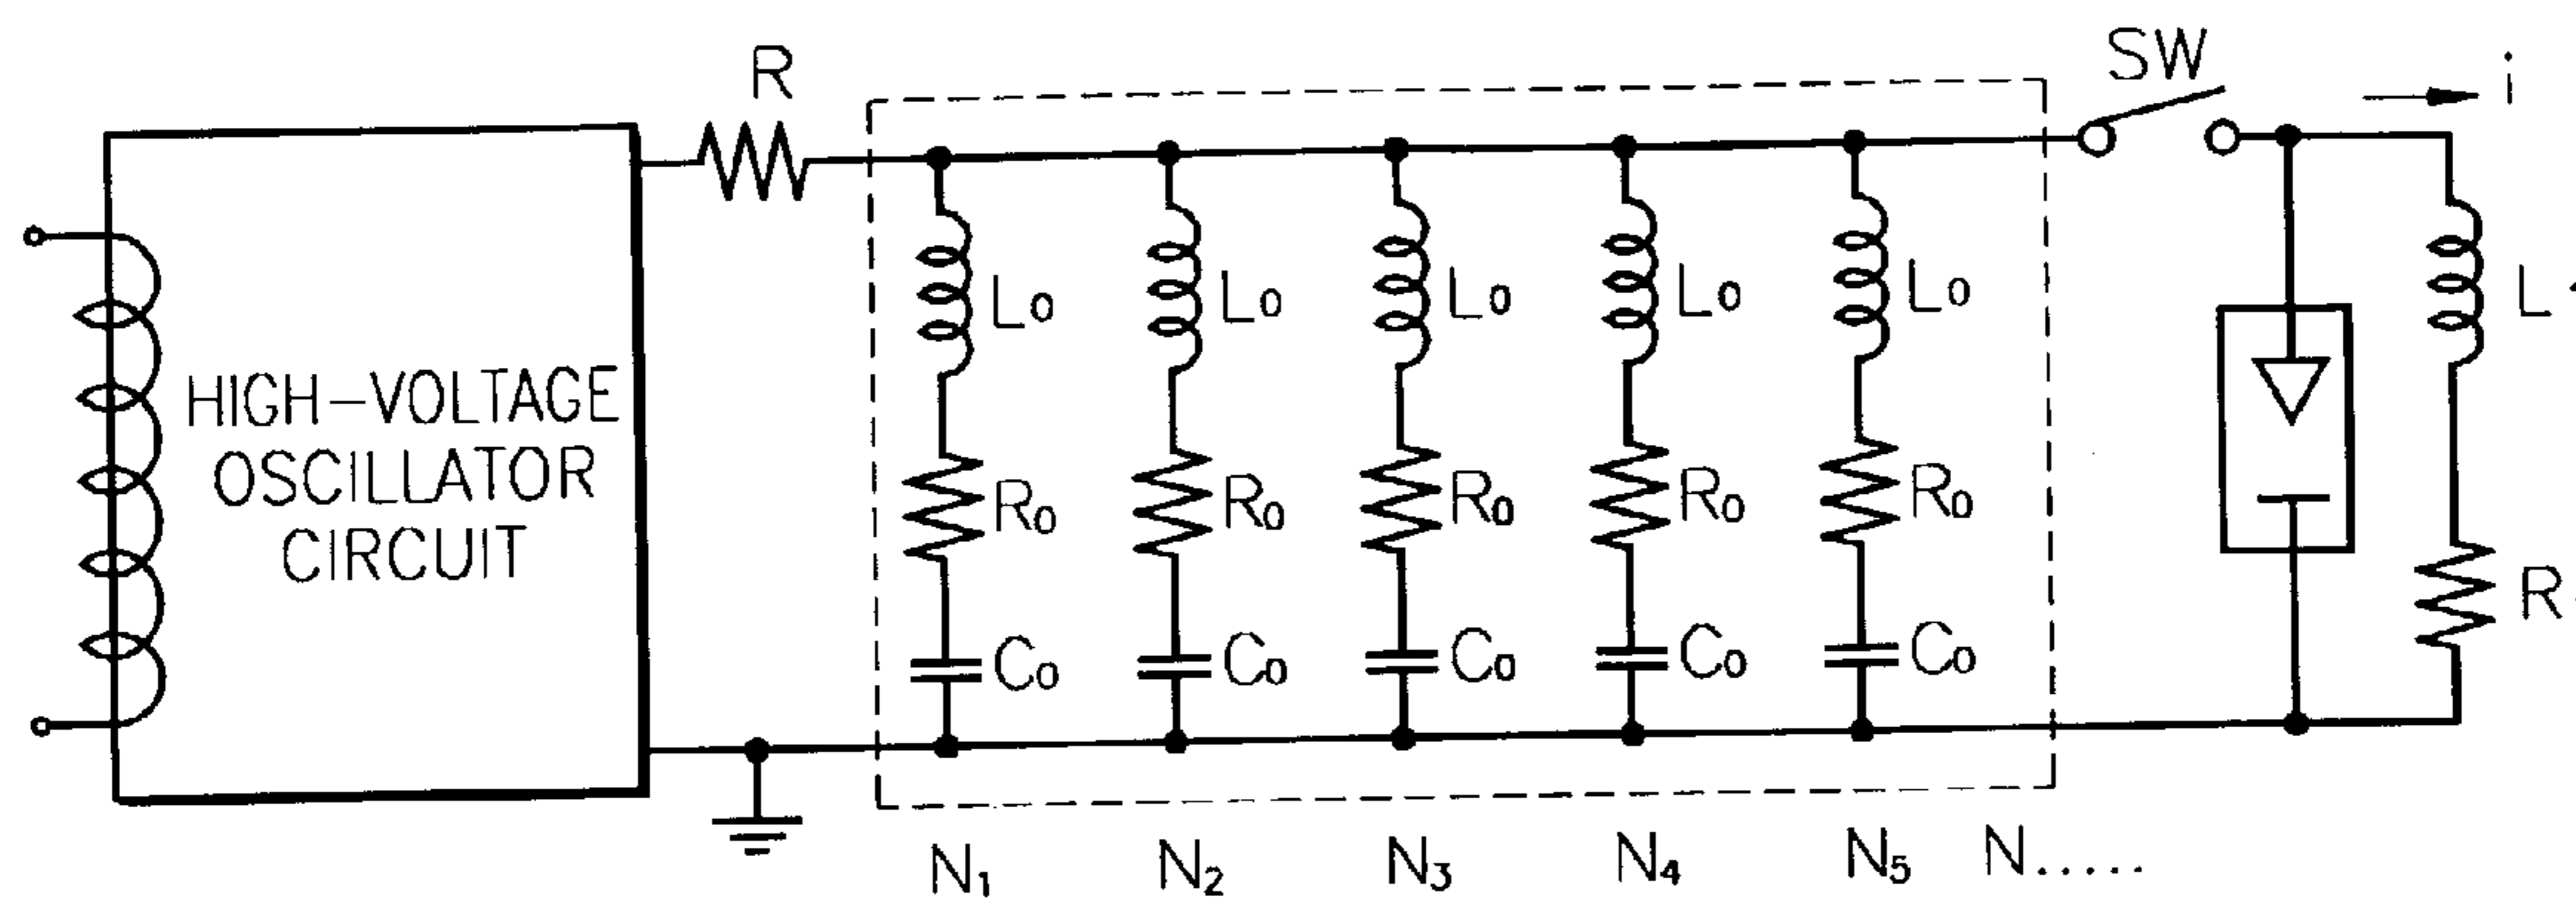 R
SW
i
HIGH-VOLTAGE
OSCILLATOR
CIRCUIT
Lo Lo Lo Lo Lo
L
Ro Ro Ro Ro Ro
R
Co Co Co Co Co
N1 N2 N3 N4 N5 N.....